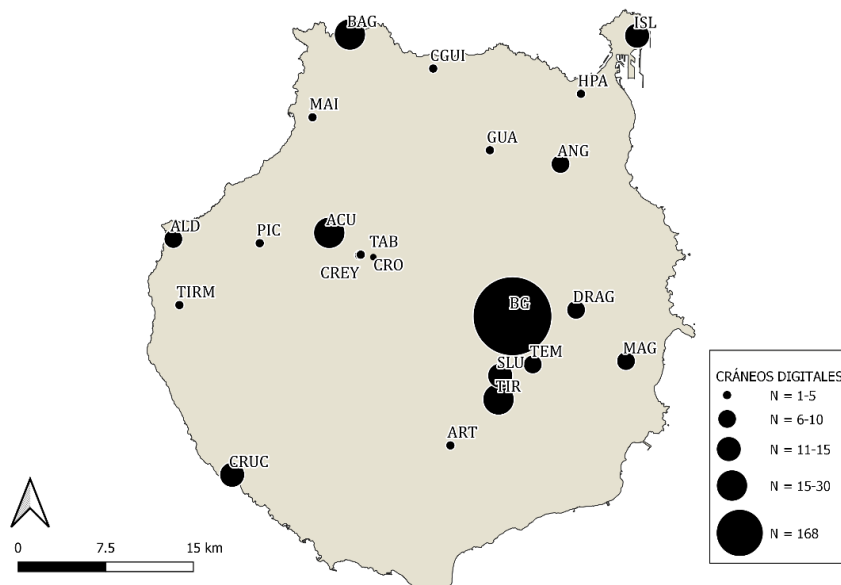 BAG
ISL
CGUI
HPA
MAI
GUA
ANG
ALD
PIC
ACU
TAB
CREY
CRO
TIRM
BG
DRAG
TEM
MAG
SLU
TIR
ART
CRUC
CRÁNEOS DIGITALES
N = 1-5
N = 6-10
N = 11-15
N = 15-30
N = 168
0 7.5 15 km